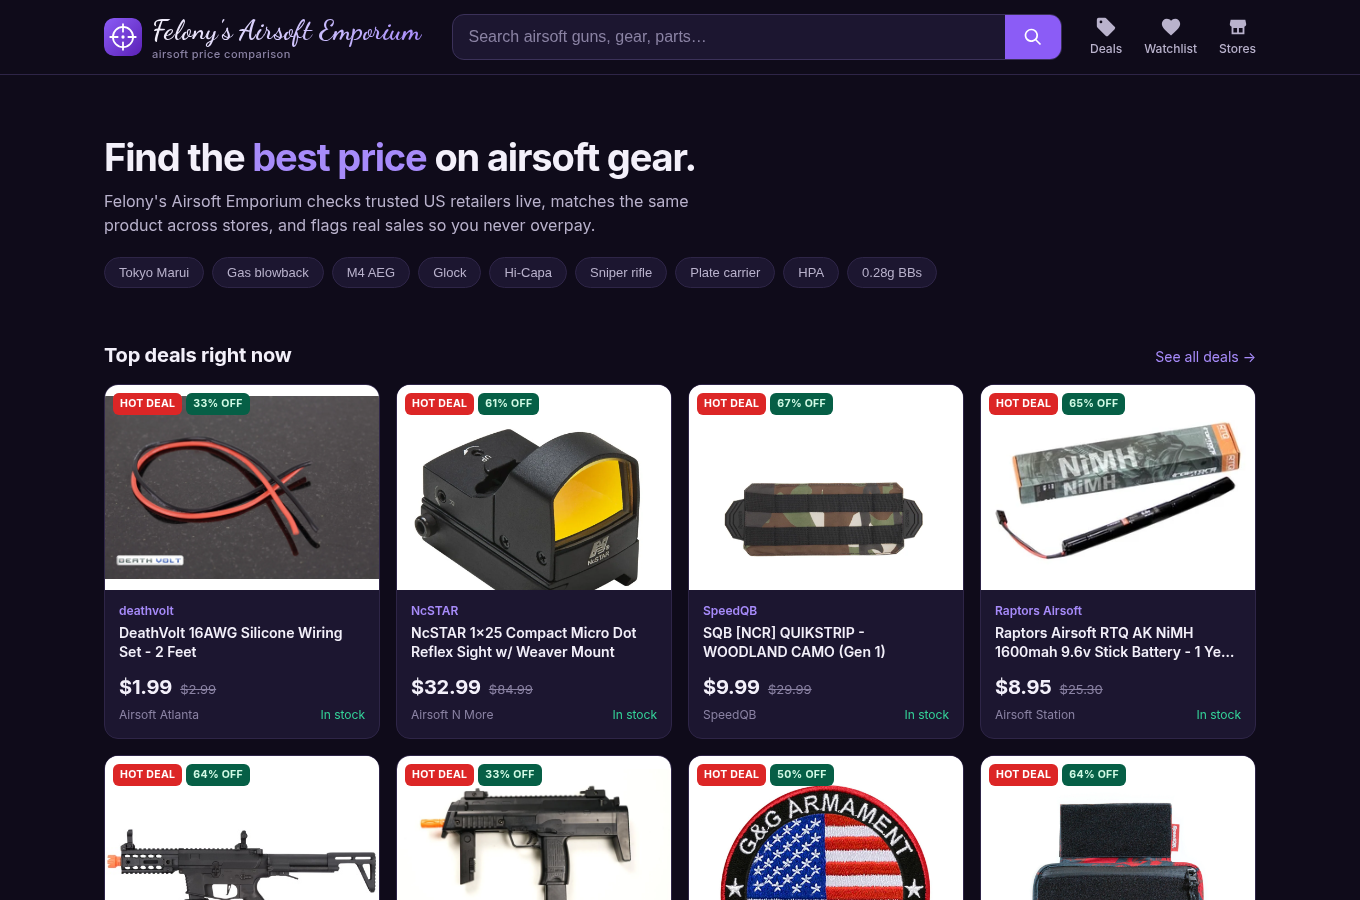 Felony's Airsoft Emporium
airsoft price comparison
Search airsoft guns, gear, parts…
Deals
Watchlist
Stores
Find the best price on airsoft gear.
Felony's Airsoft Emporium checks trusted US retailers live, matches the same
product across stores, and flags real sales so you never overpay.
Tokyo Marui
Gas blowback
M4 AEG
Glock
Hi-Capa
Sniper rifle
Plate carrier
HPA
0.28g BBs
Top deals right now
See all deals →
HOT DEAL 33% OFF
DEATH VOLT
deathvolt
DeathVolt 16AWG Silicone Wiring
Set - 2 Feet
$1.99 $2.99
Airsoft Atlanta In stock
HOT DEAL 61% OFF
UP
NcSTAR
NcSTAR
NcSTAR 1x25 Compact Micro Dot
Reflex Sight w/ Weaver Mount
$32.99 $84.99
Airsoft N More In stock
HOT DEAL 67% OFF
SpeedQB
SQB [NCR] QUIKSTRIP -
WOODLAND CAMO (Gen 1)
$9.99 $29.99
SpeedQB In stock
HOT DEAL 65% OFF
NiMH
NiMH
Raptors Airsoft
Raptors Airsoft RTQ AK NiMH
1600mah 9.6v Stick Battery - 1 Ye…
$8.95 $25.30
Airsoft Station In stock
HOT DEAL 64% OFF
HOT DEAL 33% OFF
HOT DEAL 50% OFF
G&G ARMAMENT
HOT DEAL 64% OFF